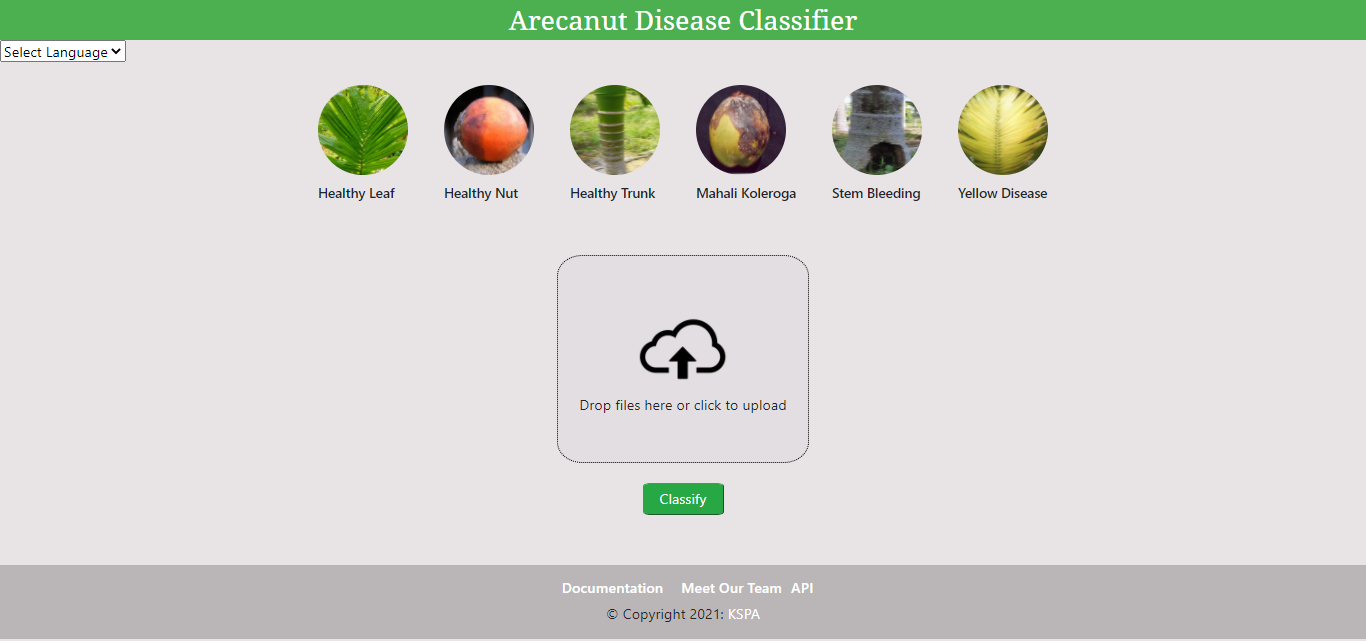 Arecanut Disease Classifier
Select Language
Healthy Leaf Healthy Nut Healthy Trunk Mahali Koleroga Stem Bleeding Yellow Disease
Drop files here or click to upload
Classify
Documentation Meet Our Team API
© Copyright 2021: KSPA